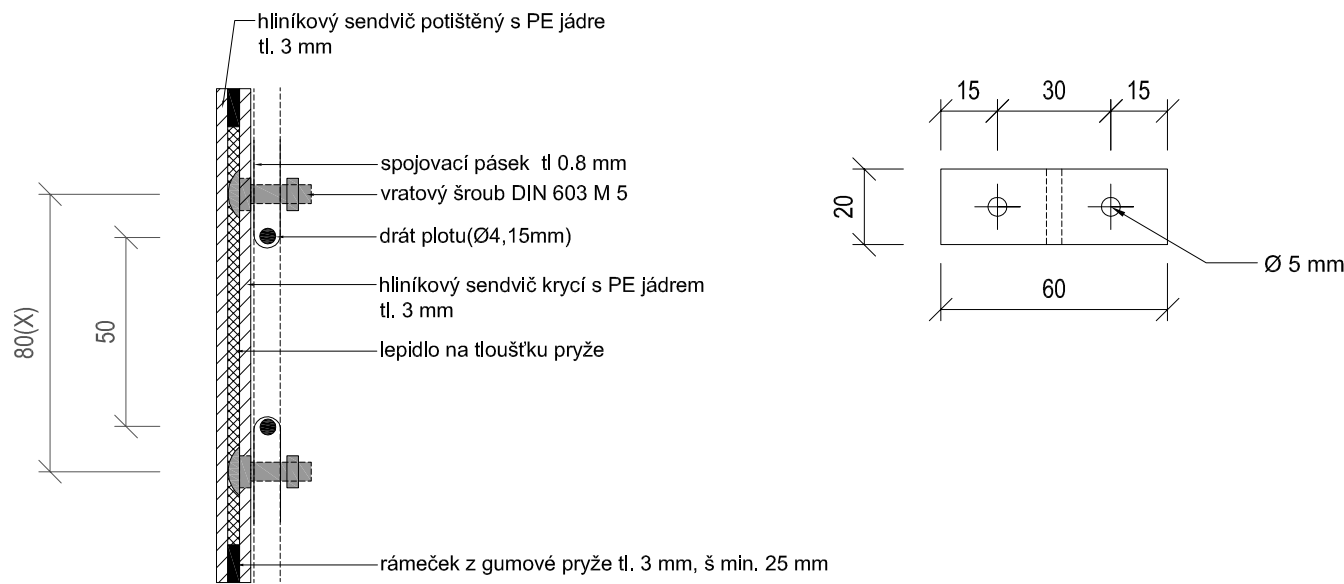 hliníkový sendvič potištěný s PE jádre
tl. 3 mm
spojovací pásek tl 0.8 mm
vratový šroub DIN 603 M 5
drát plotu(Ø4,15mm)
hliníkový sendvič krycí s PE jádrem
tl. 3 mm
lepidlo na tloušťku pryže
rámeček z gumové pryže tl. 3 mm, š min. 25 mm
80(X)
50
15
30
15
20
Ø 5 mm
60